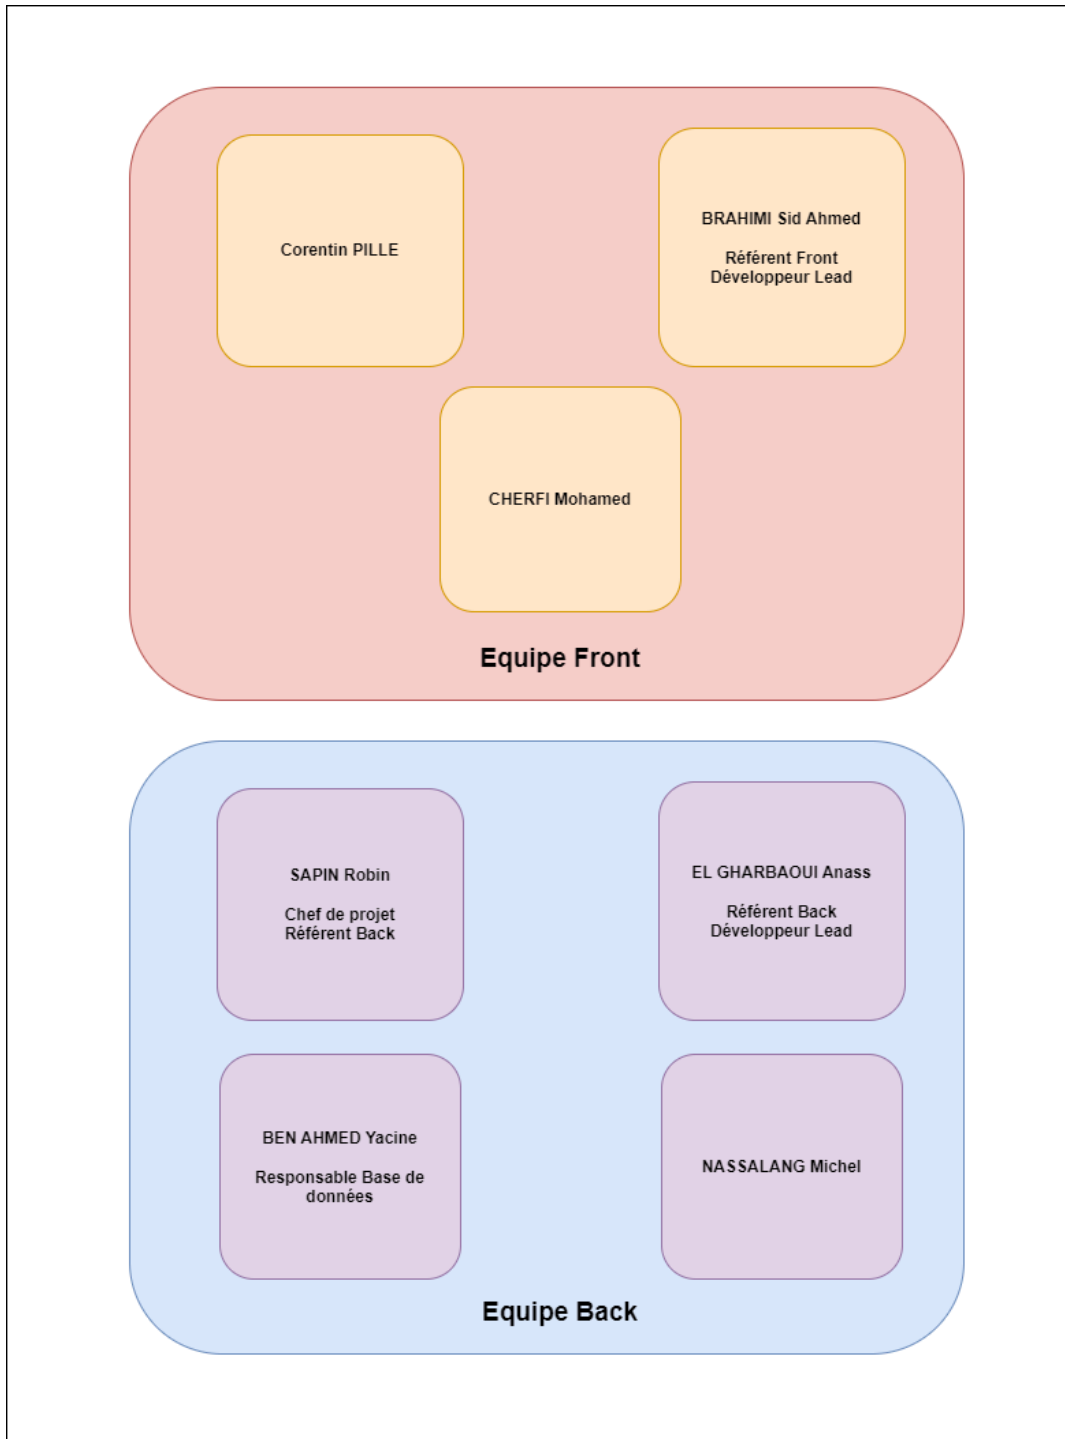 Corentin PILLE
BRAHIMI Sid Ahmed
Référent Front
Développeur Lead
CHERFI Mohamed
Equipe Front
SAPIN Robin
Chef de projet
Référent Back
EL GHARBAOUI Anass
Référent Back
Développeur Lead
BEN AHMED Yacine
Responsable Base de
données
NASSALANG Michel
Equipe Back